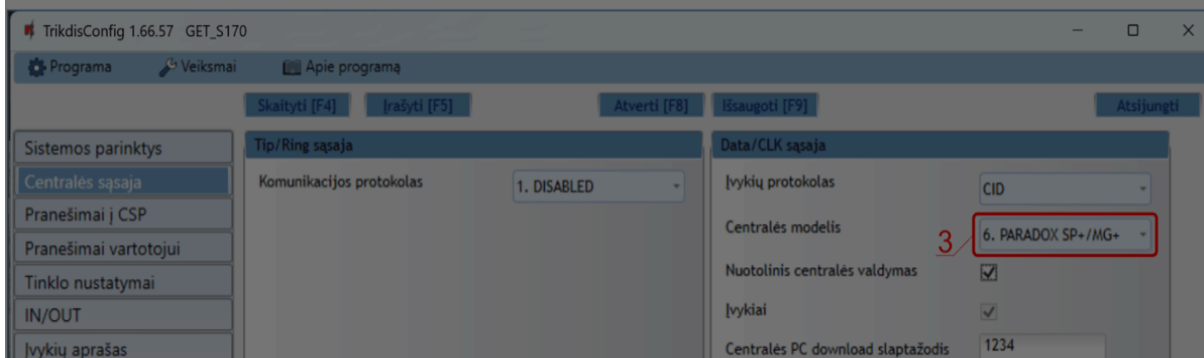 TrikdisConfig 1.66.57 GET_S170
Programa Veiksmai Apie programą
Skaityti [F4] Įrašyti [F5] Atverti [F8] Išsaugoti [F9] Atsijungti
Sistemos parinktys
Centralės sąsaja
Pranešimai į CSP
Pranešimai vartotojui
Tinklo nustatymai
IN/OUT
Įvykių aprašas
Tip/Ring sąsaja
Komunikacijos protokolas 1. DISABLED
Data/CLK sąsaja
Įvykių protokolas CID
Centralės modelis 3 6. PARADOX SP+/MG+
Nuotolinis centralės valdymas
Įvykiai
Centralės PC download slaptažodis 1234